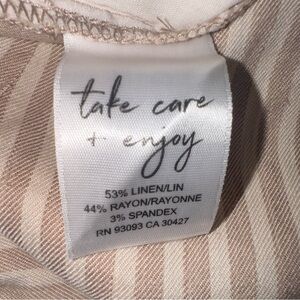 take care
+ enjoy
53% LINEN/LIN
44% RAYON/RAYONNE
3% SPANDEX
RN 93093 CA 30427